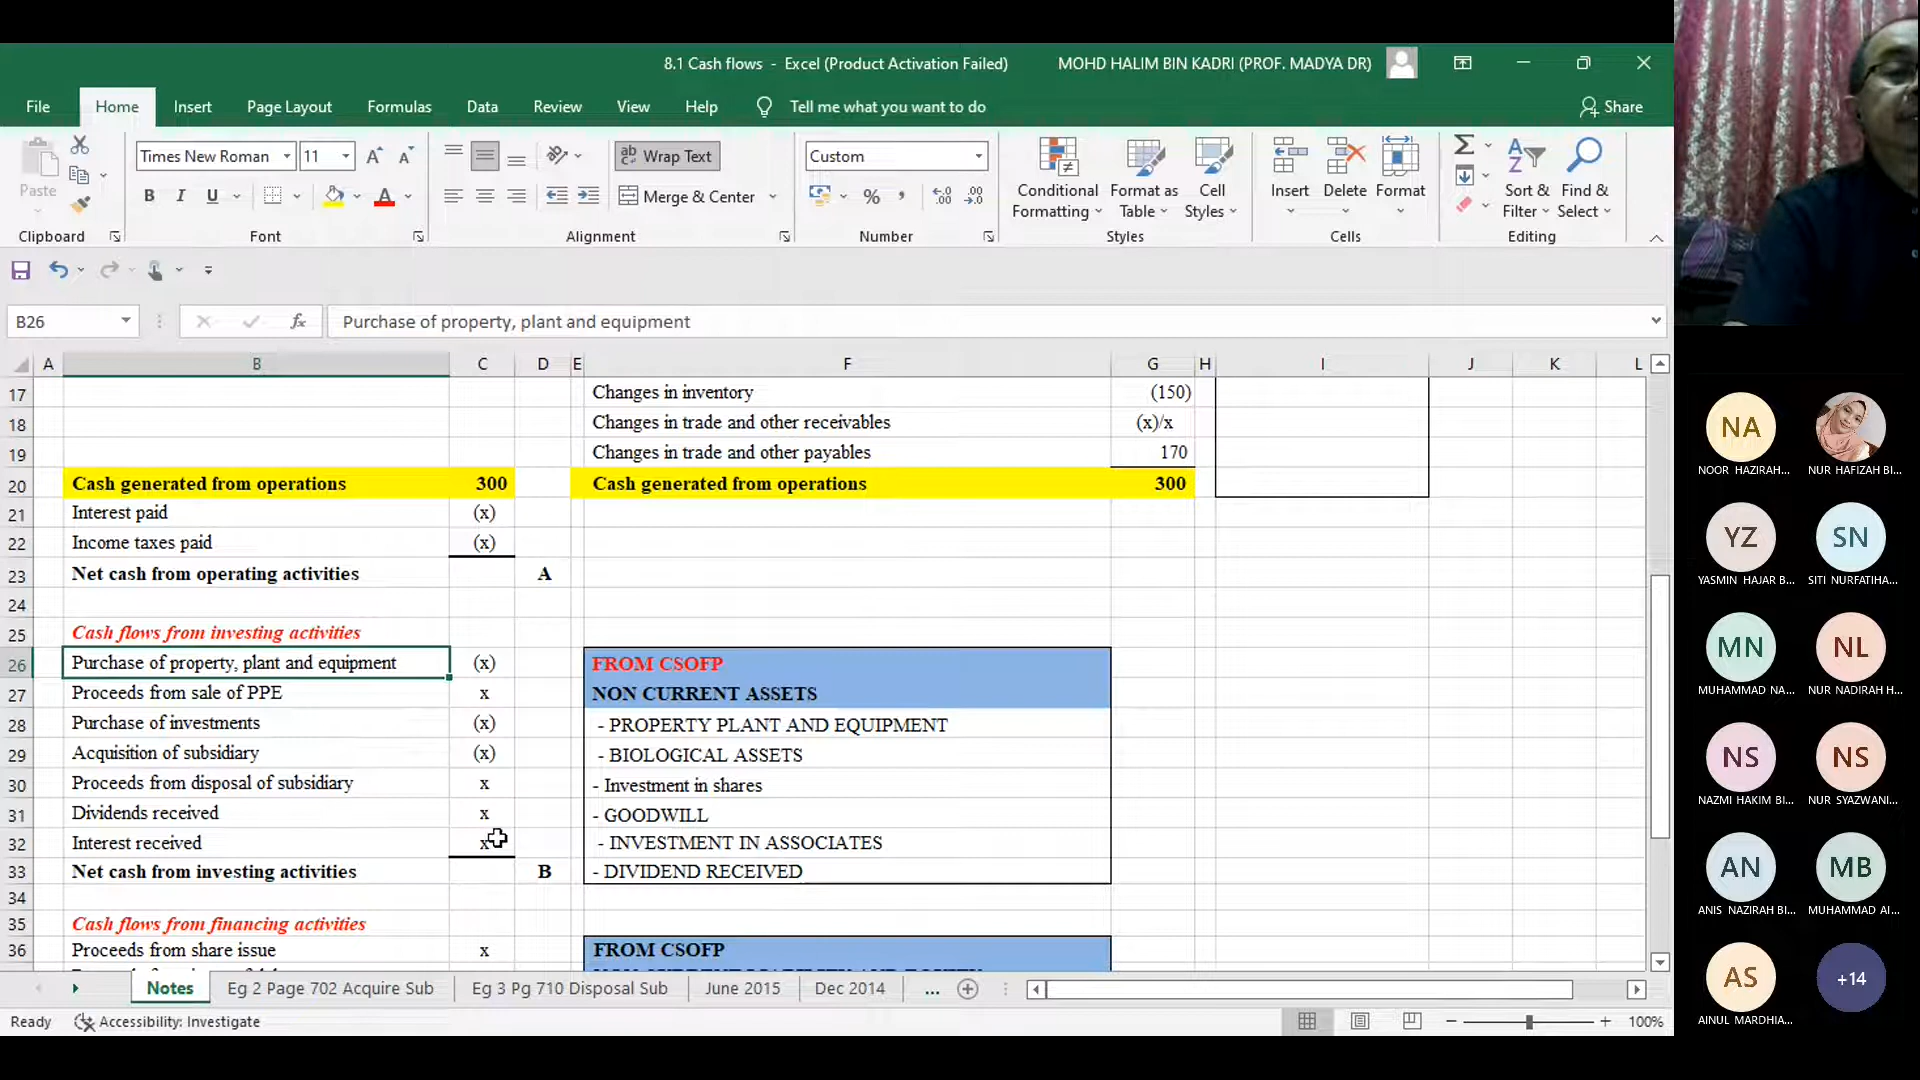 8.1 Cash flows - Excel (Product Activation Failed)
MOHD HALIM BIN KADRI (PROF. MADYA DR)
File Home Insert Page Layout Formulas Data Review View Help Tell me what you want to do
Share
Paste
Times New Roman 11
Wrap Text
Custom
B I U
Merge & Center
Conditional Formatting
Format as Table
Cell Styles
Insert Delete Format
Sort & Filter
Find & Select
Clipboard Font Alignment Number Styles Cells Editing
B26
fx
Purchase of property, plant and equipment
A B C D E F G H I J K L
17 Changes in inventory (150)
18 Changes in trade and other receivables (x)/x
19 Changes in trade and other payables 170
20 Cash generated from operations 300 Cash generated from operations 300
21 Interest paid (x)
22 Income taxes paid (x)
23 Net cash from operating activities A
24
25 Cash flows from investing activities
26 Purchase of property, plant and equipment (x) FROM CSOFP
27 Proceeds from sale of PPE x NON CURRENT ASSETS
28 Purchase of investments (x) - PROPERTY PLANT AND EQUIPMENT
29 Acquisition of subsidiary (x) - BIOLOGICAL ASSETS
30 Proceeds from disposal of subsidiary x - Investment in shares
31 Dividends received x - GOODWILL
32 Interest received x - INVESTMENT IN ASSOCIATES
33 Net cash from investing activities B - DIVIDEND RECEIVED
34
35 Cash flows from financing activities
36 Proceeds from share issue x FROM CSOFP
Notes Eg 2 Page 702 Acquire Sub Eg 3 Pg 710 Disposal Sub June 2015 Dec 2014 ...
Ready Accessibility: Investigate
100%
NA
NOOR HAZIRAH...
NUR HAFIZAH BI...
YZ
YASMIN HAJAR B...
SN
SITI NURFATIHA...
MN
MUHAMMAD NA...
NL
NUR NADIRAH H...
NS
NAZMI HAKIM BI...
NS
NUR SYAZWANI...
AN
ANIS NAZIRAH BI...
MB
MUHAMMAD AI...
AS
AINUL MARDHIA...
+14